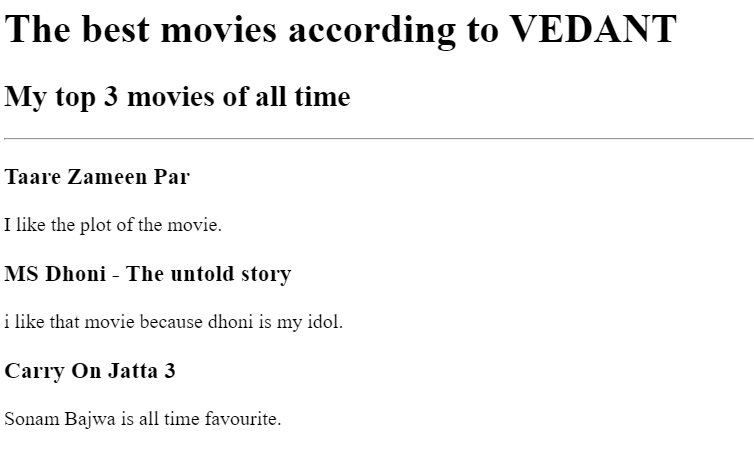 The best movies according to VEDANT
My top 3 movies of all time
Taare Zameen Par
I like the plot of the movie.
MS Dhoni - The untold story
i like that movie because dhoni is my idol.
Carry On Jatta 3
Sonam Bajwa is all time favourite.